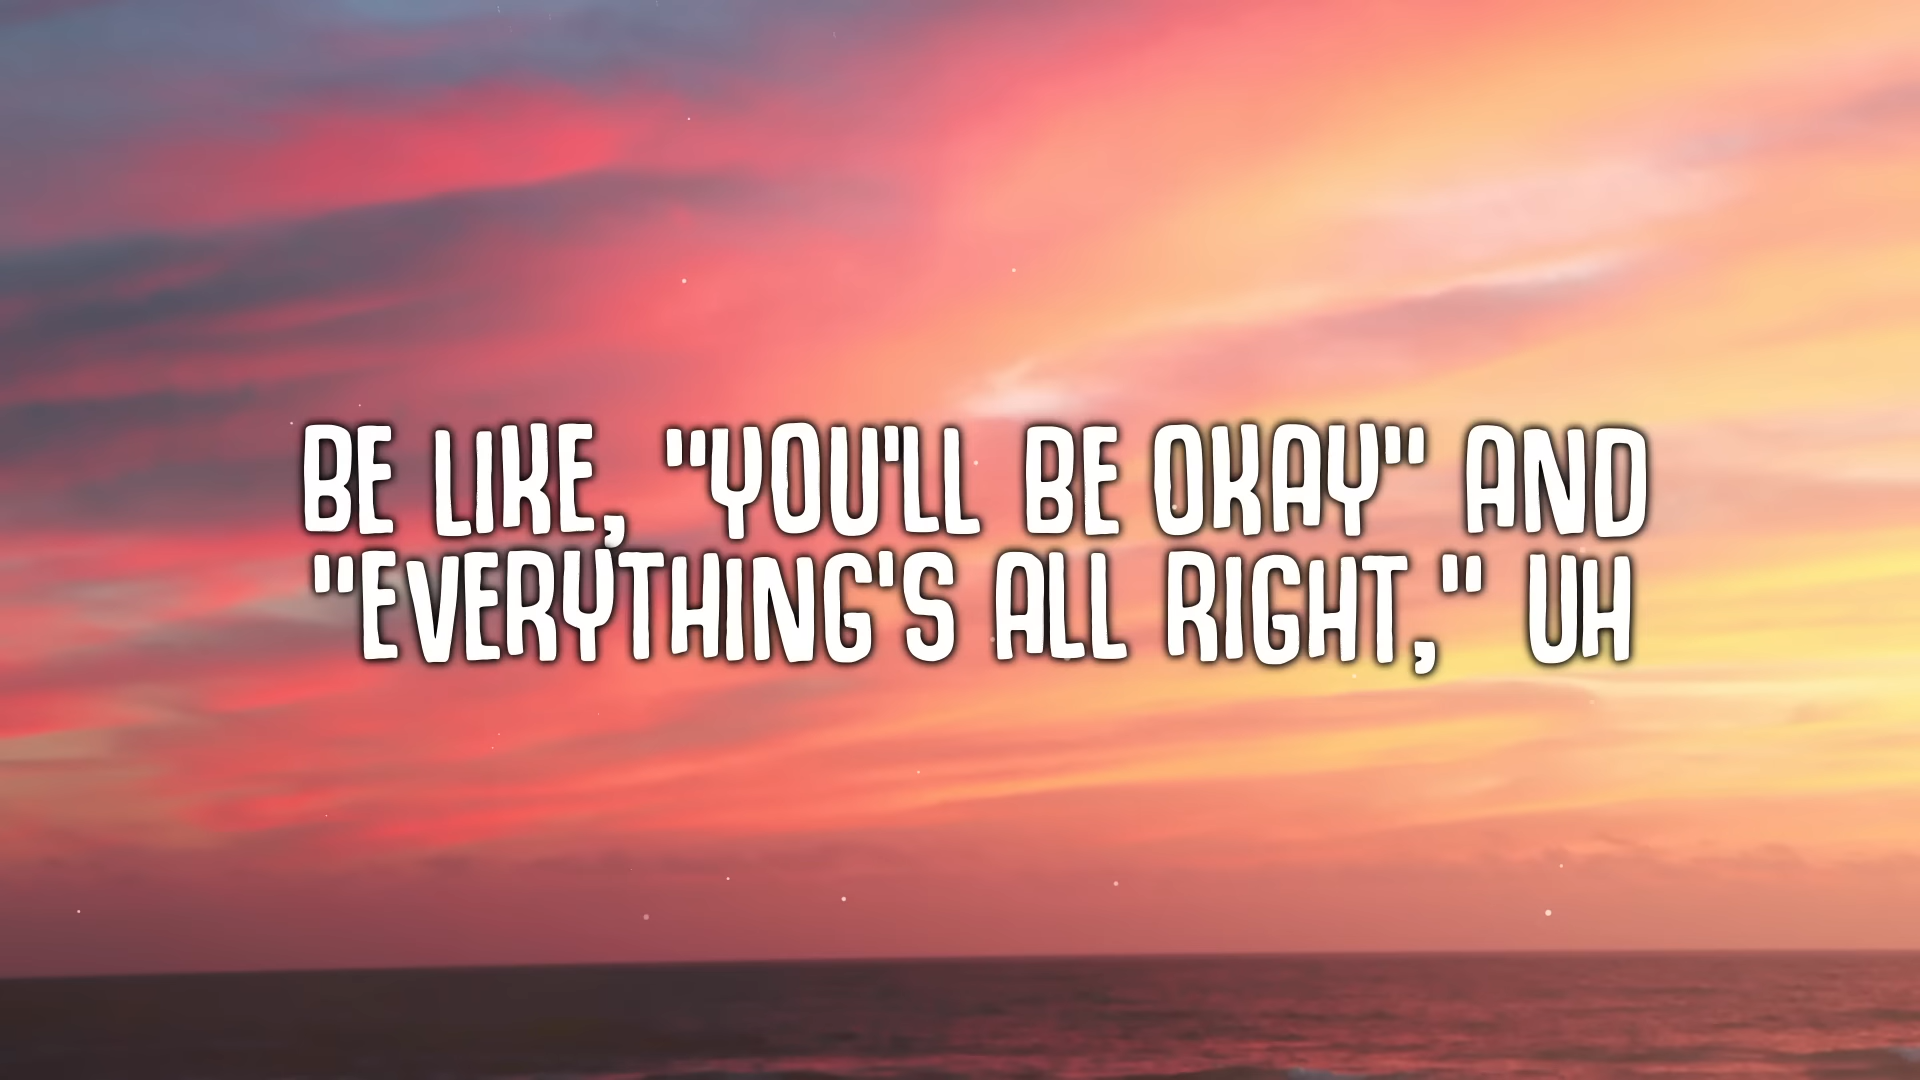 BE LIKE, "YOU'LL BE OKAY" AND
"EVERYTHING'S ALL RIGHT," UH